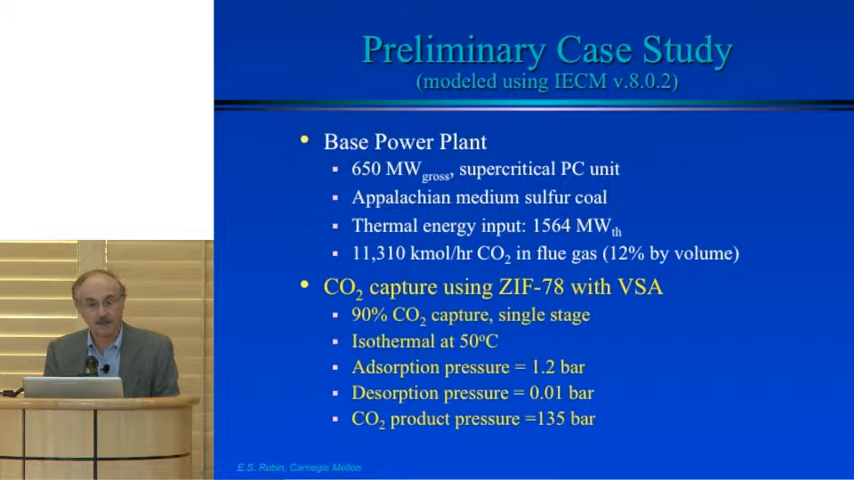 Preliminary Case Study
(modeled using IECM v.8.0.2)
• Base Power Plant
▪ 650 MWgross, supercritical PC unit
▪ Appalachian medium sulfur coal
▪ Thermal energy input: 1564 MWth
▪ 11,310 kmol/hr CO2 in flue gas (12% by volume)
• CO2 capture using ZIF-78 with VSA
▪ 90% CO2 capture, single stage
▪ Isothermal at 50°C
▪ Adsorption pressure = 1.2 bar
▪ Desorption pressure = 0.01 bar
▪ CO2 product pressure =135 bar
E.S. Rubin, Carnegie Mellon